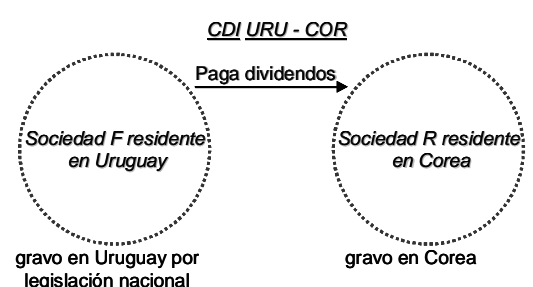 CDI URU - COR
Paga dividendos
Sociedad F residente
en Uruguay
Sociedad R residente
en Corea
gravo en Uruguay por
legislación nacional
gravo en Corea